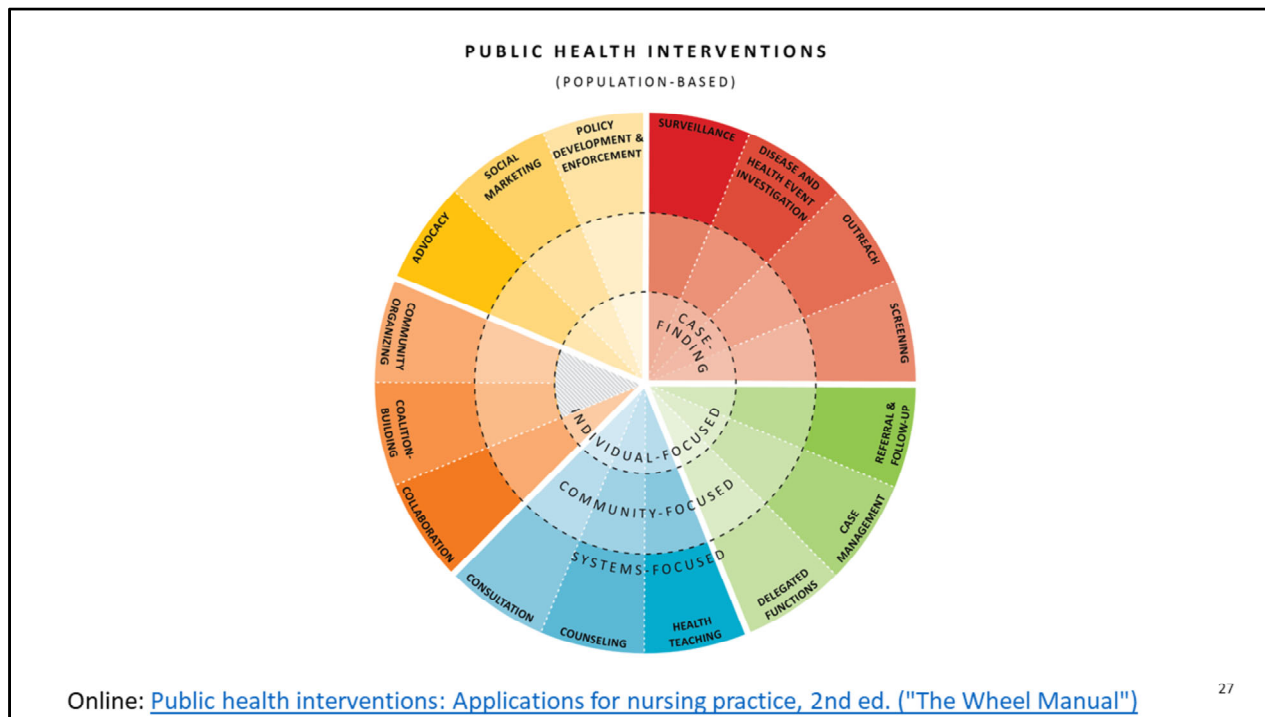 PUBLIC HEALTH INTERVENTIONS
(POPULATION-BASED)
SURVEILLANCE
DISEASE AND
HEALTH EVENT
INVESTIGATION
OUTREACH
SCREENING
REFERRAL &
FOLLOW-UP
CASE
MANAGEMENT
DELEGATED
FUNCTIONS
HEALTH
TEACHING
COUNSELING
CONSULTATION
COLLABORATION
COALITION-
BUILDING
COMMUNITY
ORGANIZING
ADVOCACY
SOCIAL
MARKETING
POLICY
DEVELOPMENT &
ENFORCEMENT
CASE-
FINDING
INDIVIDUAL-FOCUSED
COMMUNITY-FOCUSED
SYSTEMS-FOCUSED
Online: Public health interventions: Applications for nursing practice, 2nd ed. ("The Wheel Manual")
27